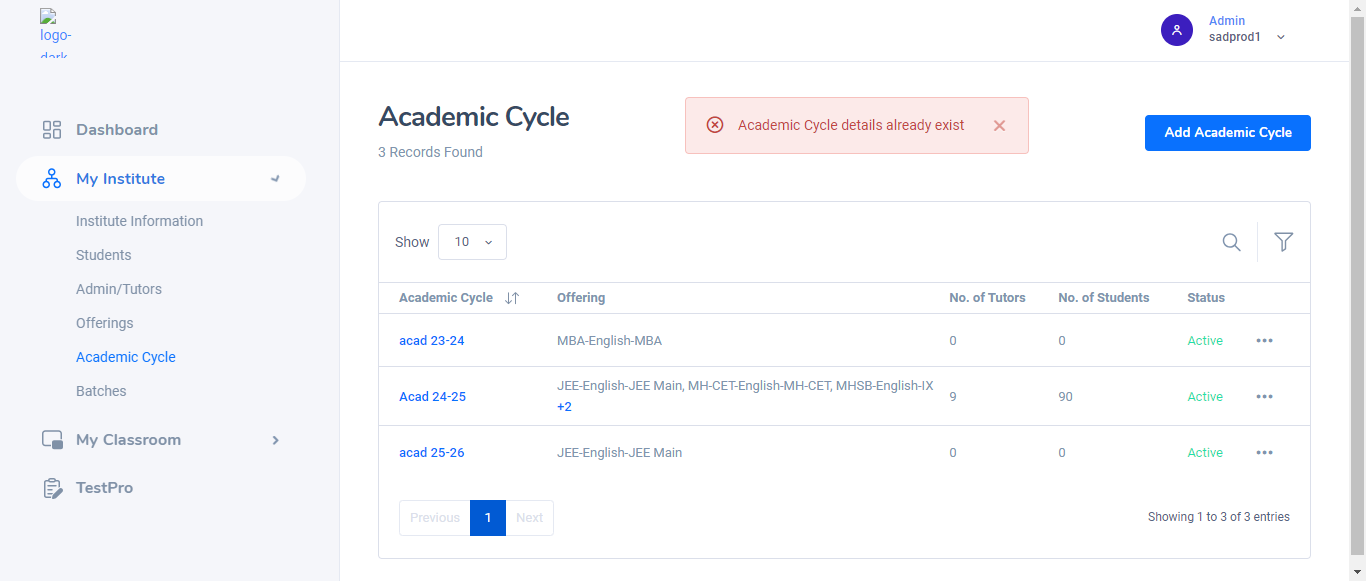 logo-
dark
Admin
sadprod1
Dashboard
My Institute
Institute Information
Students
Admin/Tutors
Offerings
Academic Cycle
Batches
My Classroom
TestPro
Academic Cycle
3 Records Found
Academic Cycle details already exist
Add Academic Cycle
Show 10
Academic Cycle Offering No. of Tutors No. of Students Status
acad 23-24 MBA-English-MBA 0 0 Active
Acad 24-25 JEE-English-JEE Main, MH-CET-English-MH-CET, MHSB-English-IX 9 90 Active
+2
acad 25-26 JEE-English-JEE Main 0 0 Active
Previous 1 Next
Showing 1 to 3 of 3 entries